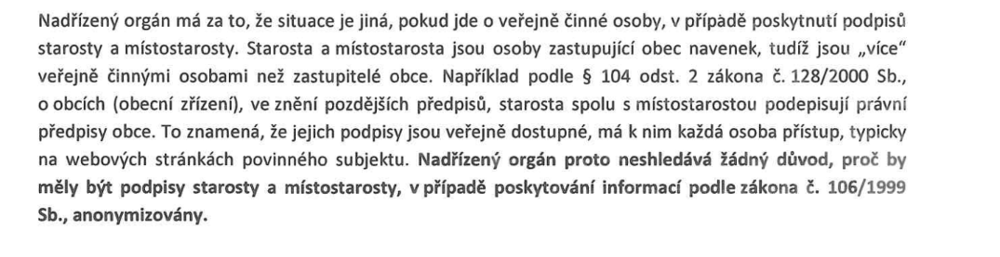 Nadřízený orgán má za to, že situace je jiná, pokud jde o veřejně činné osoby, v případě poskytnutí podpisů
starosty a místostarosty. Starosta a místostarosta jsou osoby zastupující obec navenek, tudíž jsou „více“
veřejně činnými osobami než zastupitelé obce. Například podle § 104 odst. 2 zákona č. 128/2000 Sb.,
o obcích (obecní zřízení), ve znění pozdějších předpisů, starosta spolu s místostarostou podepisují právní
předpisy obce. To znamená, že jejich podpisy jsou veřejně dostupné, má k nim každá osoba přístup, typicky
na webových stránkách povinného subjektu. Nadřízený orgán proto neshledává žádný důvod, proč by
měly být podpisy starosty a místostarosty, v případě poskytování informací podle zákona č. 106/1999
Sb., anonymizovány.